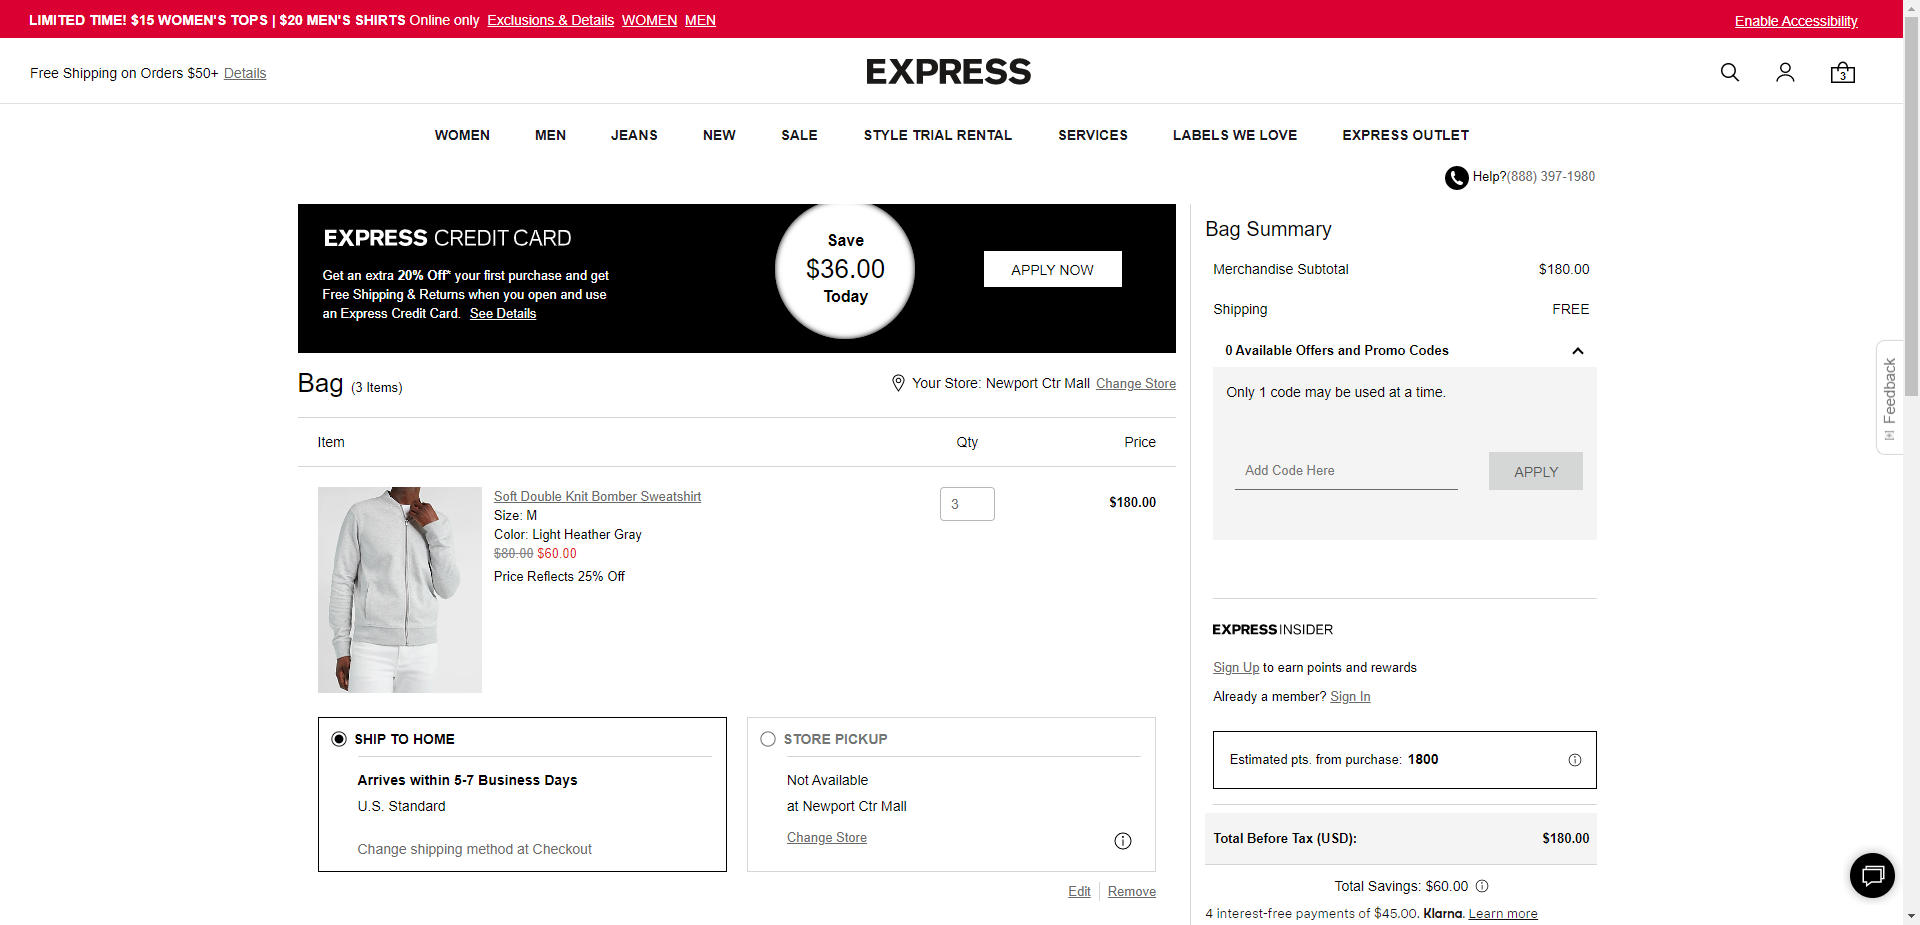 LIMITED TIME! $15 WOMEN'S TOPS | $20 MEN'S SHIRTS Online only Exclusions & Details WOMEN MEN
Enable Accessibility
Free Shipping on Orders $50+ Details
EXPRESS
3
WOMEN MEN JEANS NEW SALE STYLE TRIAL RENTAL SERVICES LABELS WE LOVE EXPRESS OUTLET
Help?(888) 397-1980
EXPRESS CREDIT CARD
Get an extra 20% Off* your first purchase and get
Free Shipping & Returns when you open and use
an Express Credit Card. See Details
Save
$36.00
Today
APPLY NOW
Bag (3 Items)
Your Store: Newport Ctr Mall Change Store
Item Qty Price
Soft Double Knit Bomber Sweatshirt
Size: M
Color: Light Heather Gray
$80.00 $60.00
Price Reflects 25% Off
3
$180.00
SHIP TO HOME
Arrives within 5-7 Business Days
U.S. Standard
Change shipping method at Checkout
STORE PICKUP
Not Available
at Newport Ctr Mall
Change Store
Edit Remove
Bag Summary
Merchandise Subtotal $180.00
Shipping FREE
0 Available Offers and Promo Codes
Only 1 code may be used at a time.
Add Code Here APPLY
EXPRESS INSIDER
Sign Up to earn points and rewards
Already a member? Sign In
Estimated pts. from purchase: 1800
Total Before Tax (USD): $180.00
Total Savings: $60.00
4 interest-free payments of $45.00. Klarna. Learn more
Feedback